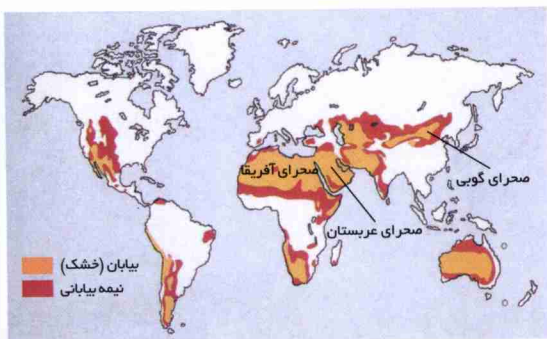 صحرای آفریقا
صحرای گوبی
صحرای عربستان
بیابان (خشک)
نیمه بیابانی